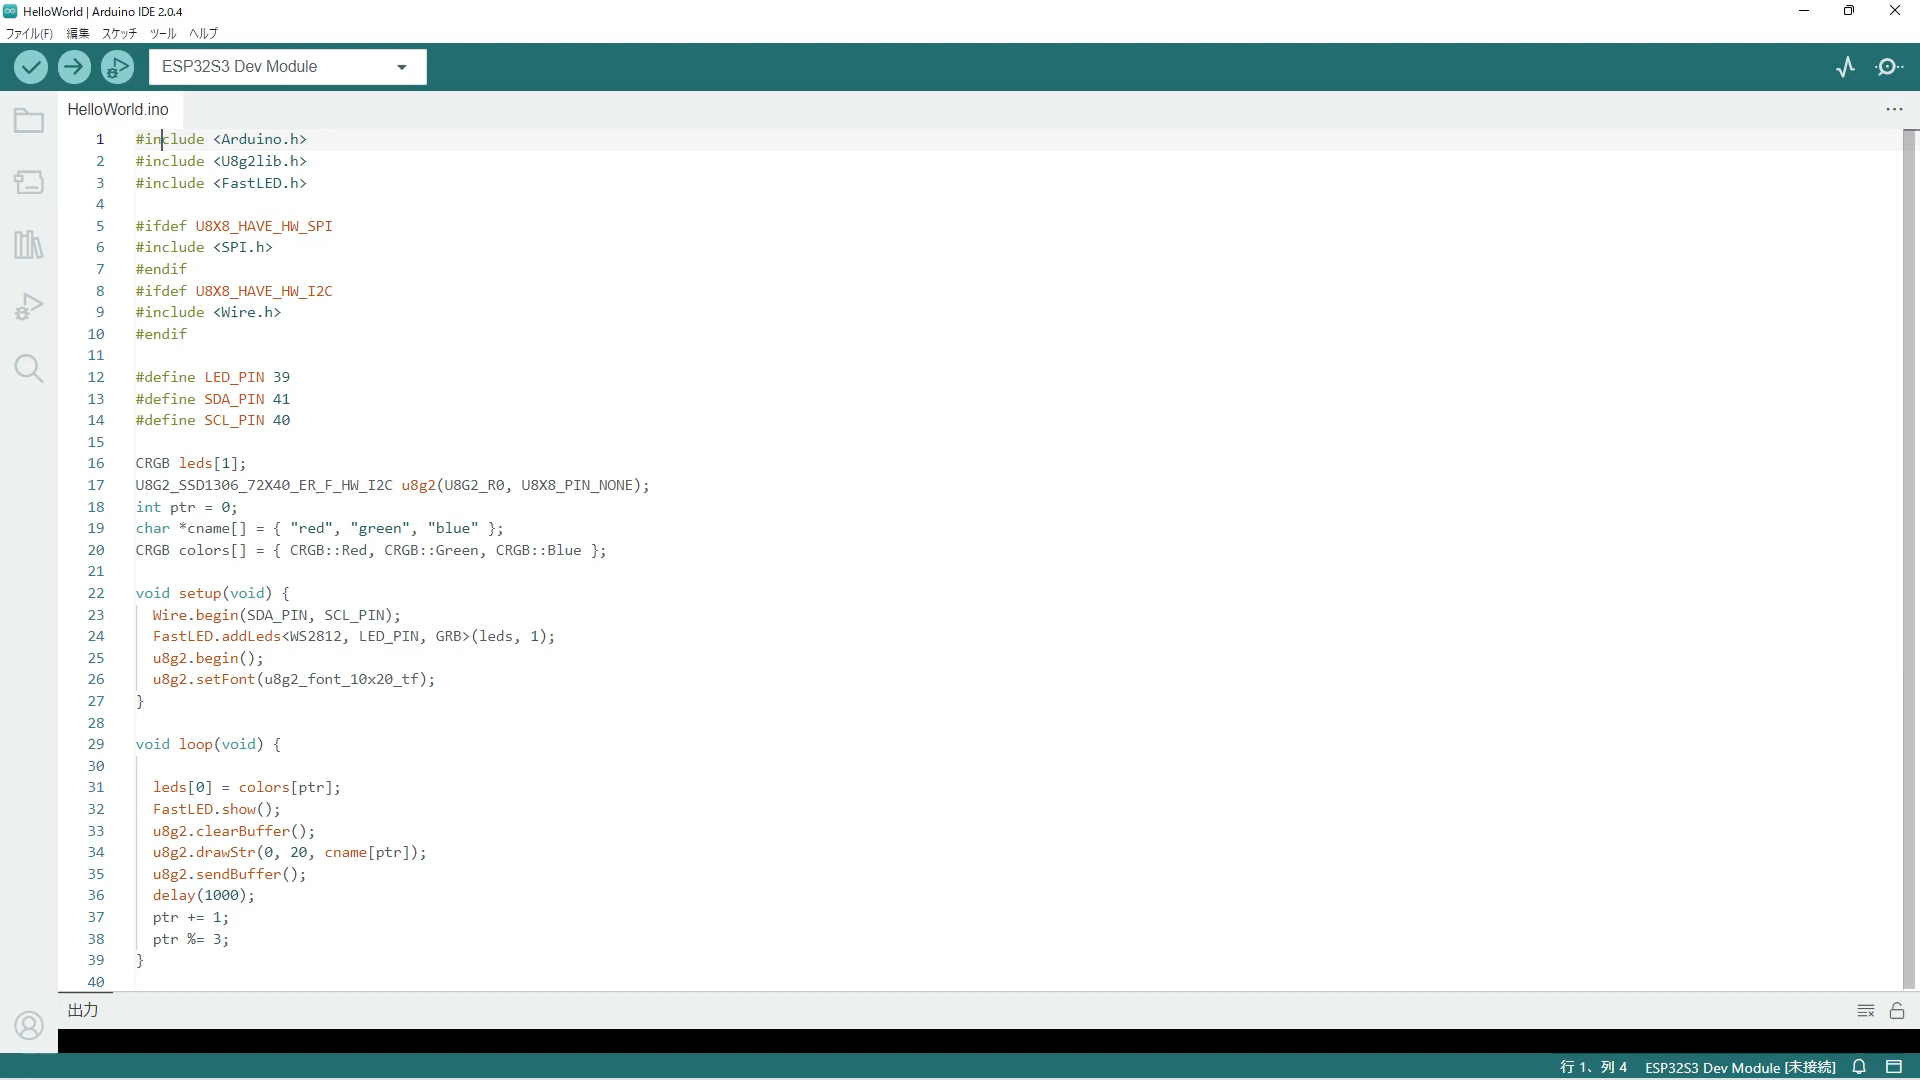 HelloWorld | Arduino IDE 2.0.4
ファイル(F) 編集 スケッチ ツール ヘルプ
ESP32S3 Dev Module
HelloWorld.ino
1 #include <Arduino.h>
2 #include <U8g2lib.h>
3 #include <FastLED.h>
4
5 #ifdef U8X8_HAVE_HW_SPI
6 #include <SPI.h>
7 #endif
8 #ifdef U8X8_HAVE_HW_I2C
9 #include <Wire.h>
10 #endif
11
12 #define LED_PIN 39
13 #define SDA_PIN 41
14 #define SCL_PIN 40
15
16 CRGB leds[1];
17 U8G2_SSD1306_72X40_ER_F_HW_I2C u8g2(U8G2_R0, U8X8_PIN_NONE);
18 int ptr = 0;
19 char *cname[] = { "red", "green", "blue" };
20 CRGB colors[] = { CRGB::Red, CRGB::Green, CRGB::Blue };
21
22 void setup(void) {
23 Wire.begin(SDA_PIN, SCL_PIN);
24 FastLED.addLeds<WS2812, LED_PIN, GRB>(leds, 1);
25 u8g2.begin();
26 u8g2.setFont(u8g2_font_10x20_tf);
27 }
28
29 void loop(void) {
30
31 leds[0] = colors[ptr];
32 FastLED.show();
33 u8g2.clearBuffer();
34 u8g2.drawStr(0, 20, cname[ptr]);
35 u8g2.sendBuffer();
36 delay(1000);
37 ptr += 1;
38 ptr %= 3;
39 }
40
出力
行 1、列 4 ESP32S3 Dev Module [未接続]